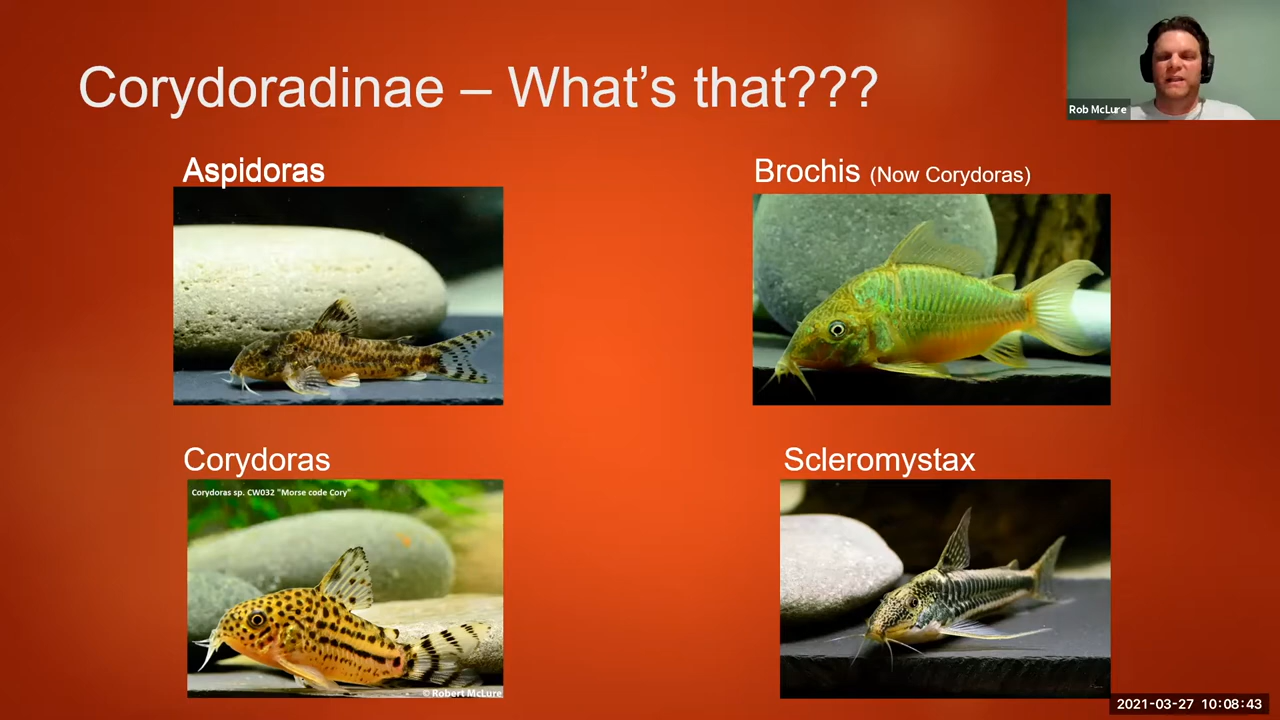 Corydoradinae – What's that???
Rob McLure
Aspidoras
Brochis (Now Corydoras)
Corydoras
Scleromystax
Corydoras sp. CW032 "Morse code Cory"
© Robert McLure
2021-03-27 10:08:43